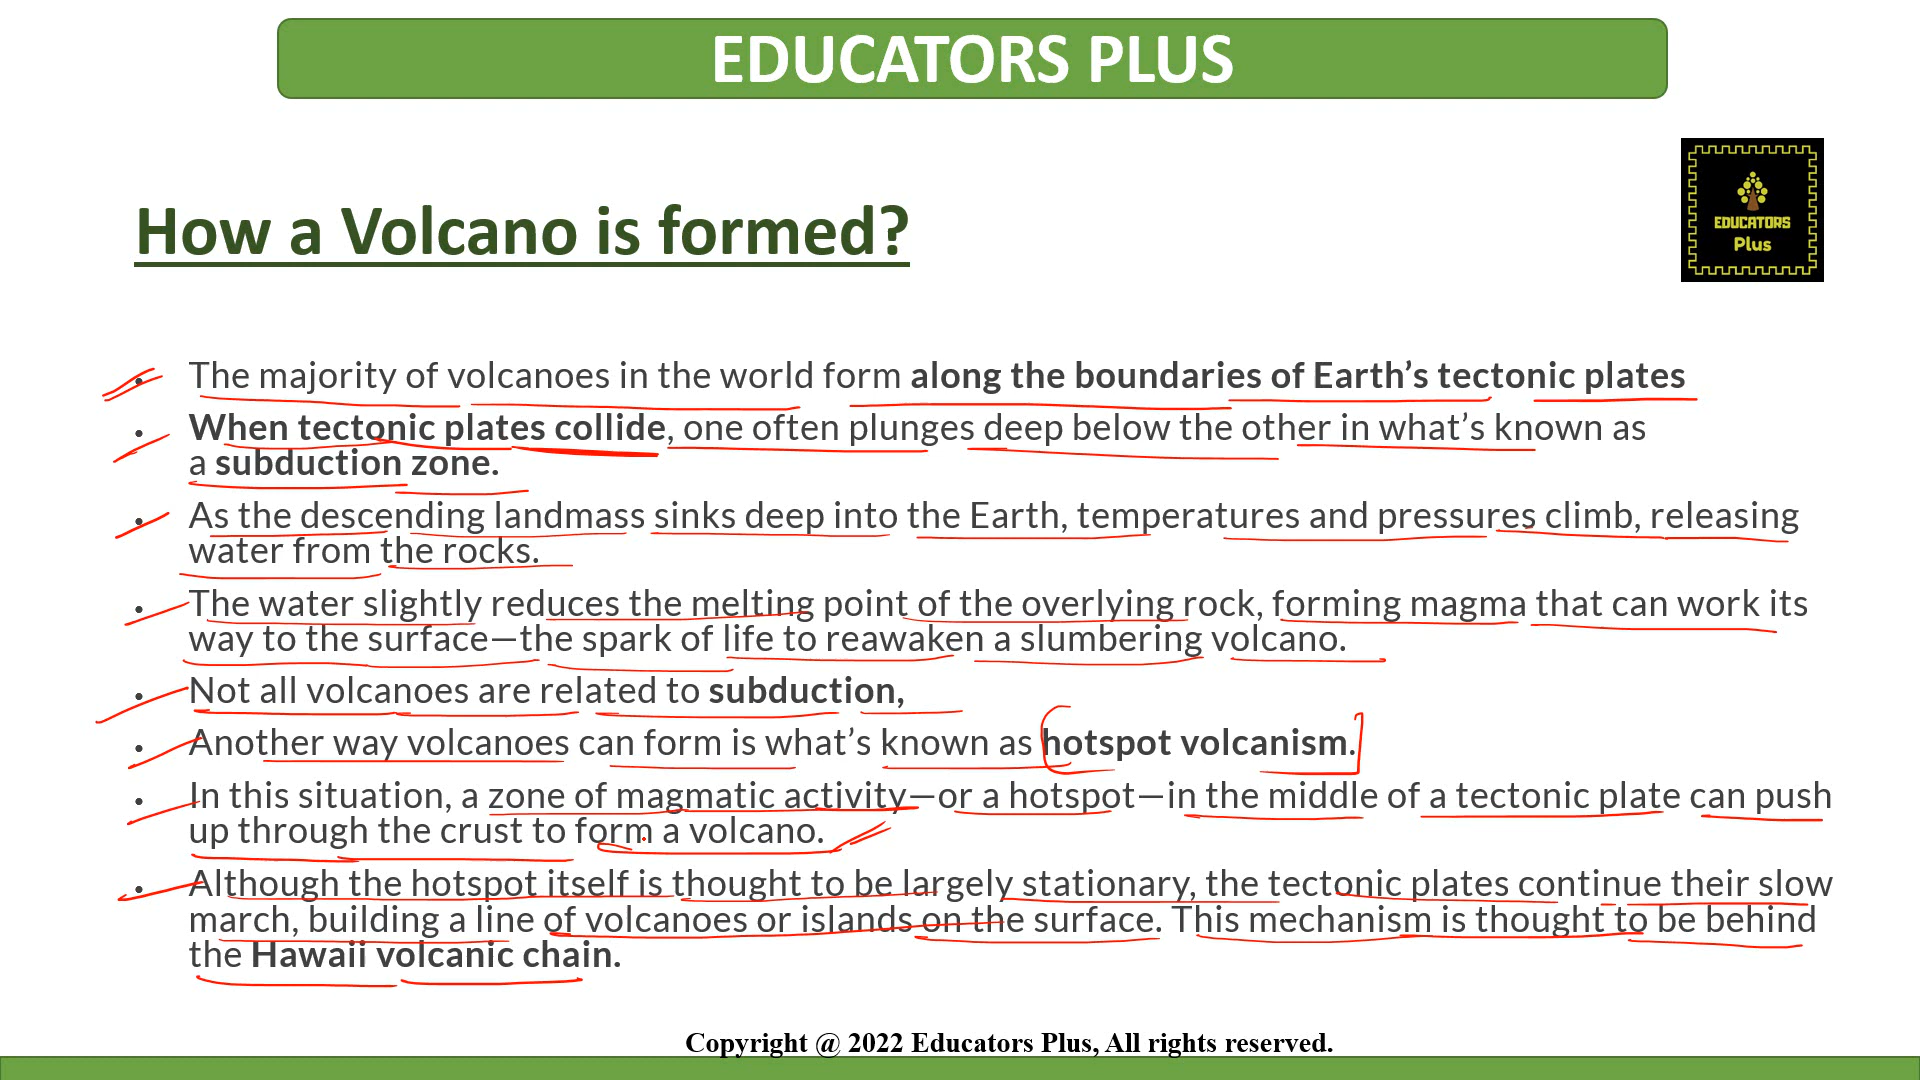 EDUCATORS PLUS
EDUCATORS
Plus
How a Volcano is formed?
• The majority of volcanoes in the world form along the boundaries of Earth’s tectonic plates
• When tectonic plates collide, one often plunges deep below the other in what’s known as
a subduction zone.
• As the descending landmass sinks deep into the Earth, temperatures and pressures climb, releasing
water from the rocks.
• The water slightly reduces the melting point of the overlying rock, forming magma that can work its
way to the surface—the spark of life to reawaken a slumbering volcano.
• Not all volcanoes are related to subduction,
• Another way volcanoes can form is what’s known as hotspot volcanism.
• In this situation, a zone of magmatic activity—or a hotspot—in the middle of a tectonic plate can push
up through the crust to form a volcano.
• Although the hotspot itself is thought to be largely stationary, the tectonic plates continue their slow
march, building a line of volcanoes or islands on the surface. This mechanism is thought to be behind
the Hawaii volcanic chain.
Copyright @ 2022 Educators Plus, All rights reserved.